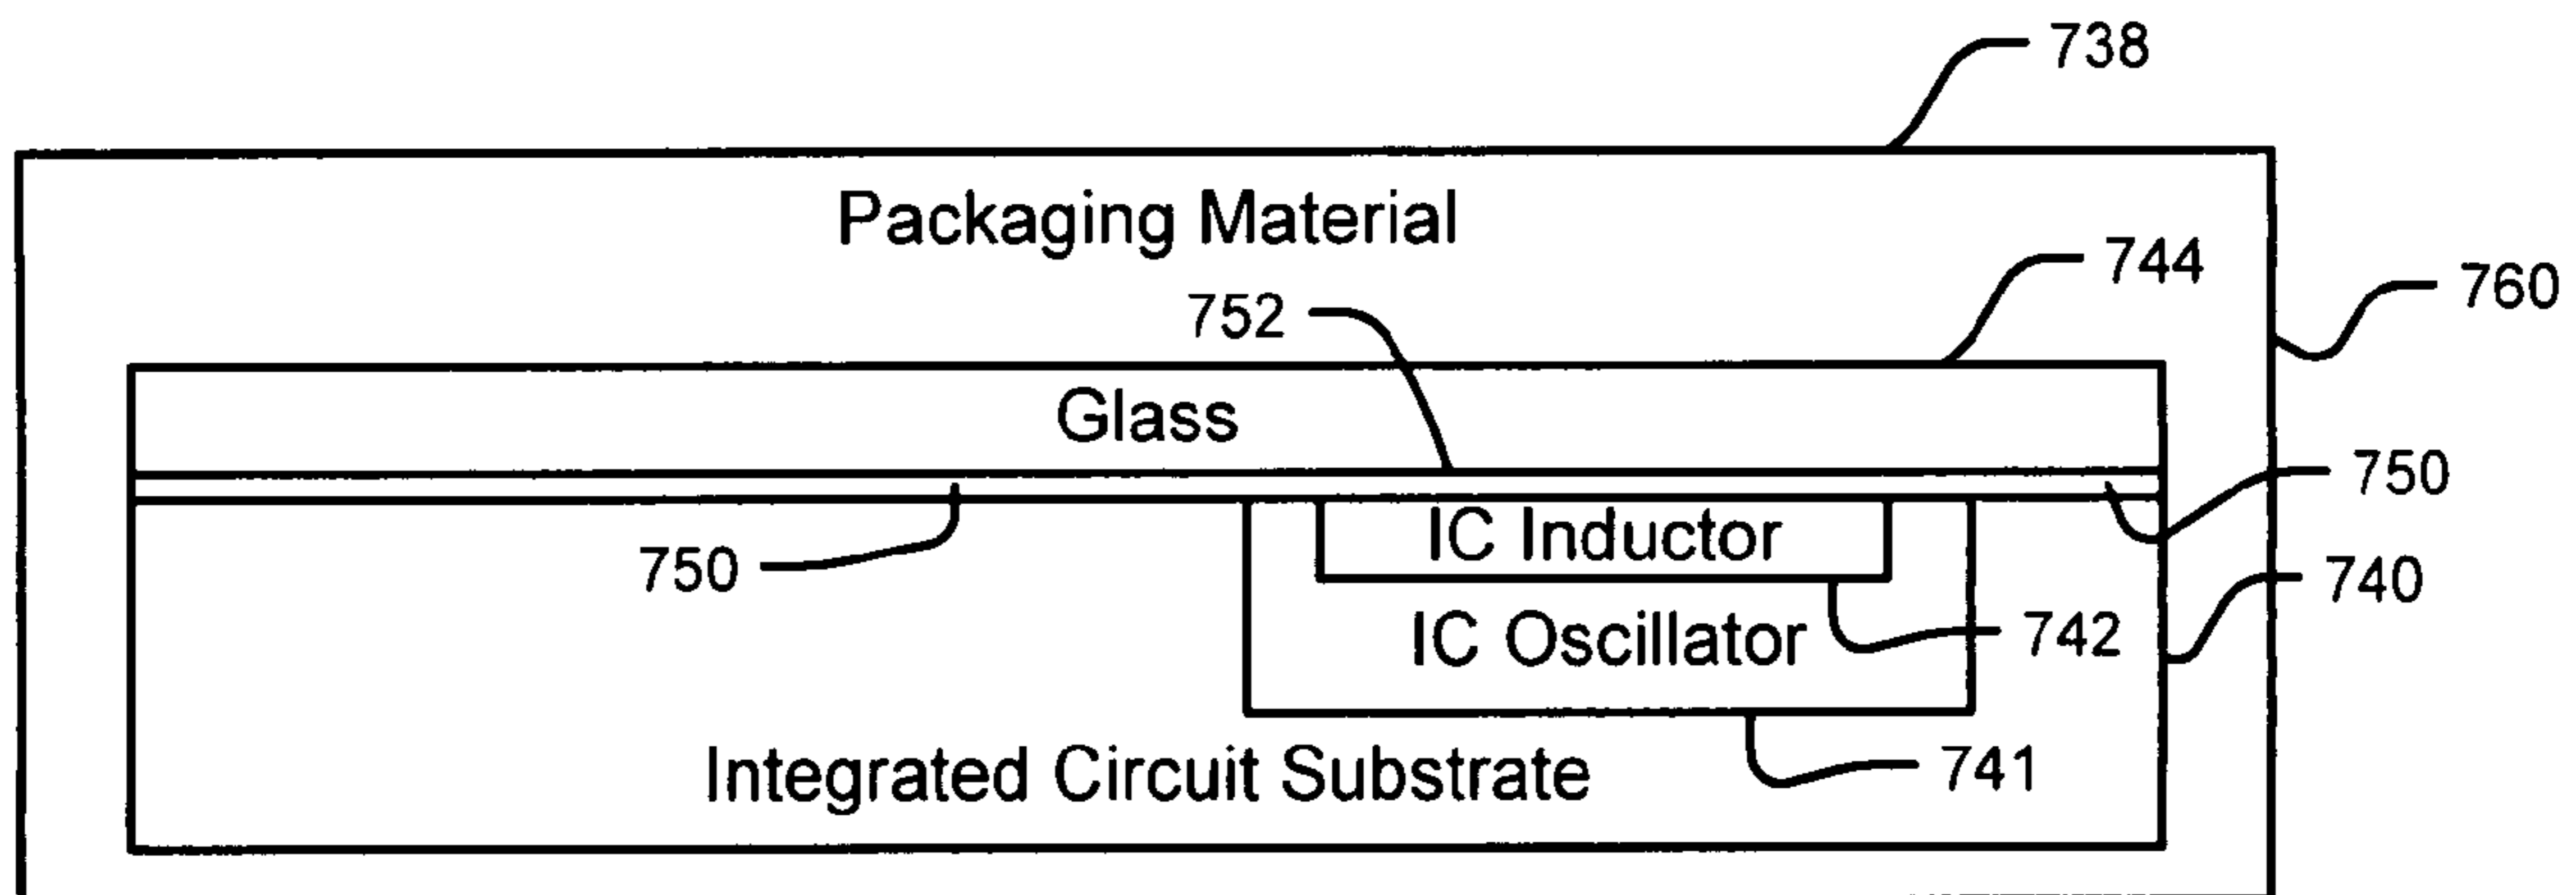 738
Packaging Material
744
760
752
Glass
750
IC Inductor
750
740
IC Oscillator
742
Integrated Circuit Substrate
741